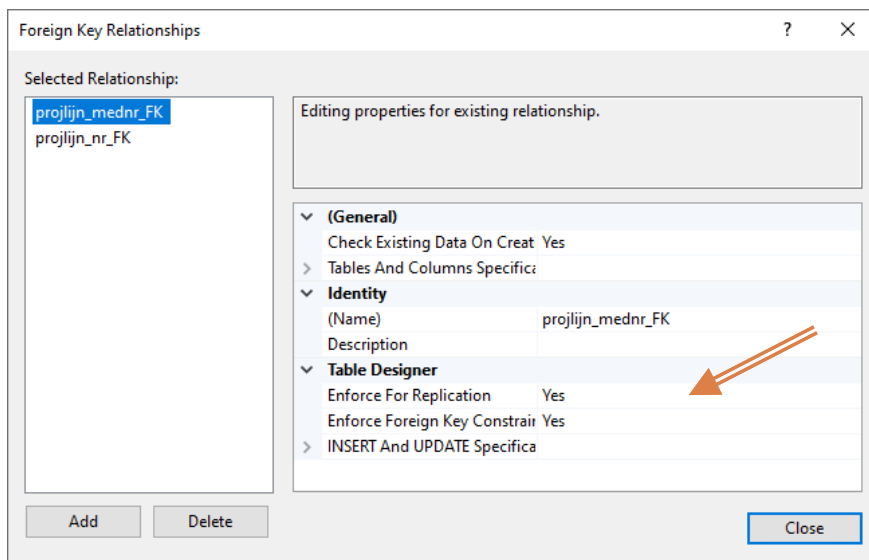 Foreign Key Relationships ?
Selected Relationship:
projlijn_mednr_FK
projlijn_nr_FK
Editing properties for existing relationship.
(General)
Check Existing Data On Creat Yes
Tables And Columns Specifica
Identity
(Name) projlijn_mednr_FK
Description
Table Designer
Enforce For Replication Yes
Enforce Foreign Key Constrain Yes
INSERT And UPDATE Specifica
Add Delete
Close